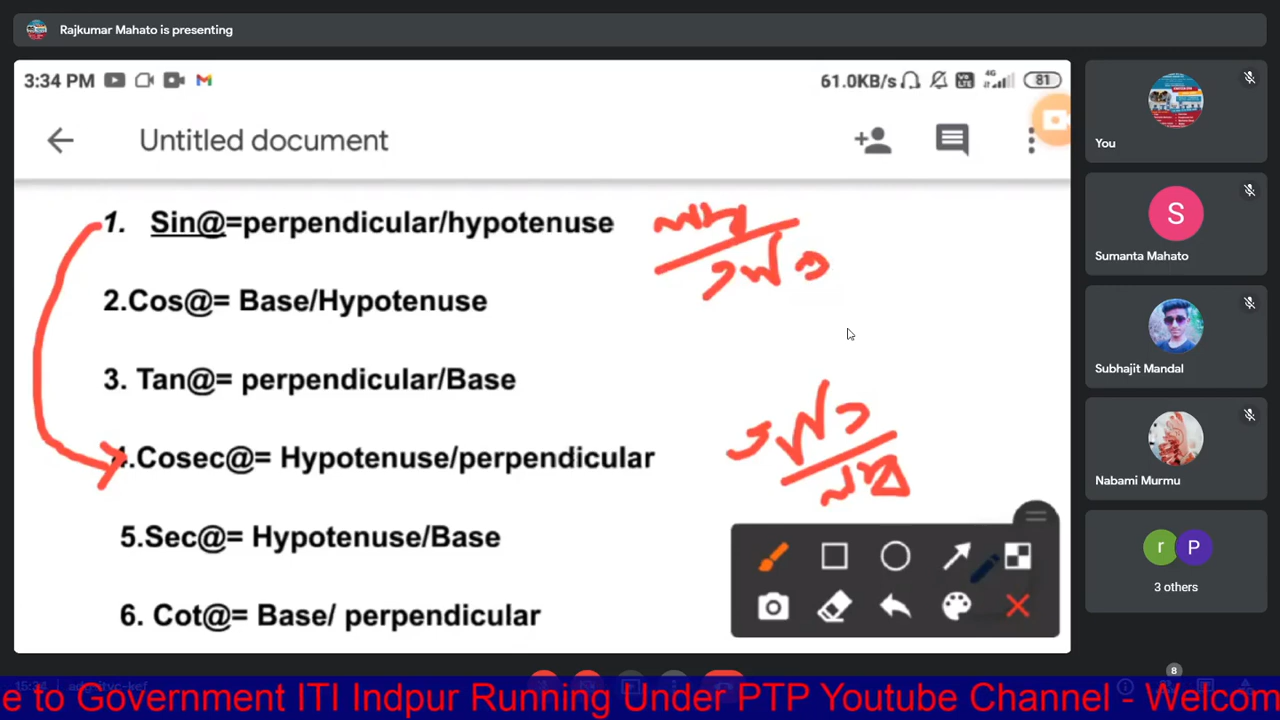 Rajkumar Mahato is presenting
3:34 PM
61.0KB/s
4G
81
Untitled document
1. Sin@=perpendicular/hypotenuse
2.Cos@= Base/Hypotenuse
3. Tan@= perpendicular/Base
4.Cosec@= Hypotenuse/perpendicular
5.Sec@= Hypotenuse/Base
6. Cot@= Base/ perpendicular
You
S
Sumanta Mahato
Subhajit Mandal
Nabami Murmu
r P
3 others
8
e to Government ITI Indpur Running Under PTP Youtube Channel - Welcom